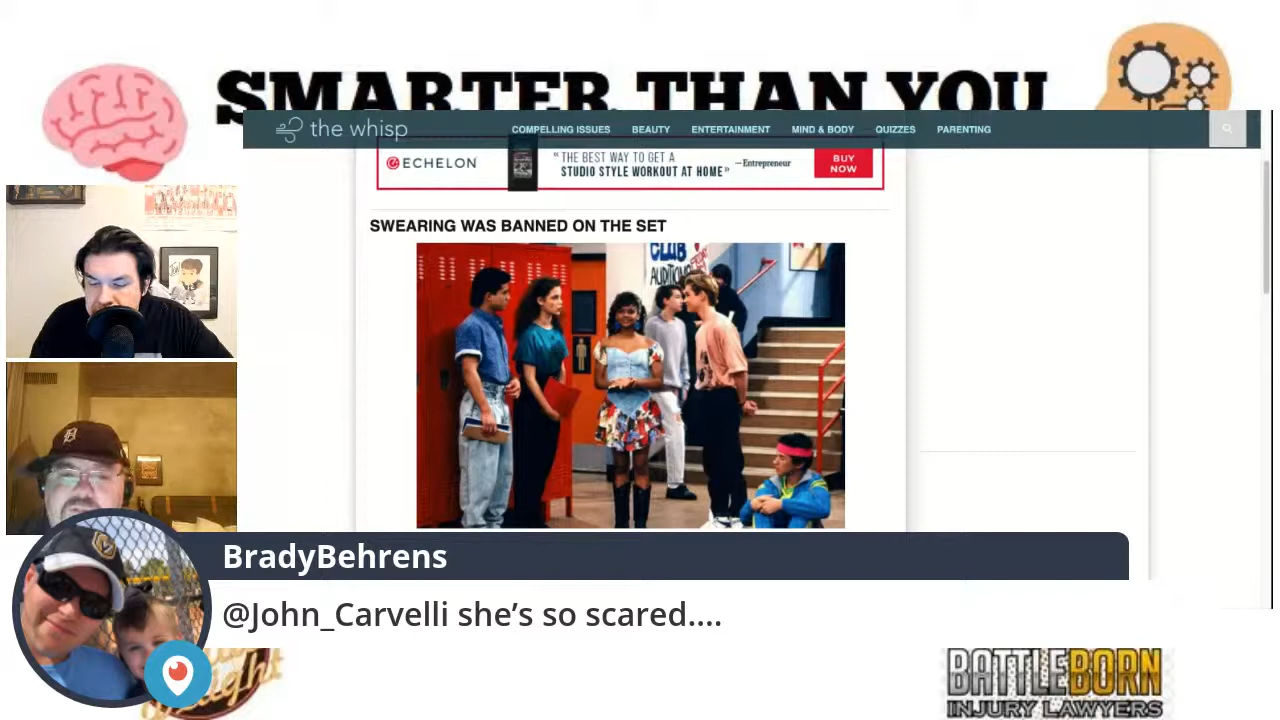 SMARTER THAN YOU
the whisp
COMPELLING ISSUES BEAUTY ENTERTAINMENT MIND & BODY QUIZZES PARENTING
ECHELON
“THE BEST WAY TO GET A
STUDIO STYLE WORKOUT AT HOME”
—Entrepreneur
BUY
NOW
SWEARING WAS BANNED ON THE SET
CLUB
AUDITIONS
BradyBehrens
@John_Carvelli she’s so scared....
BATTLEBORN
INJURY LAWYERS